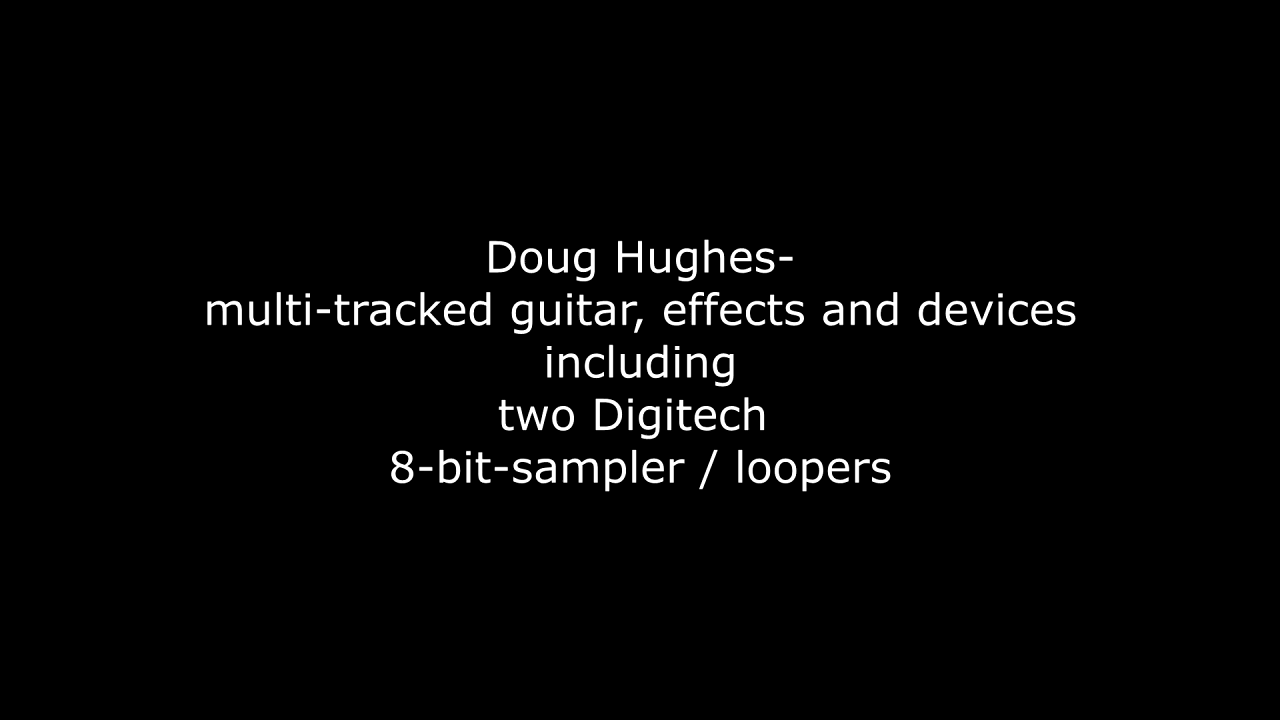 Doug Hughes-
multi-tracked guitar, effects and devices
including
two Digitech
8-bit-sampler / loopers